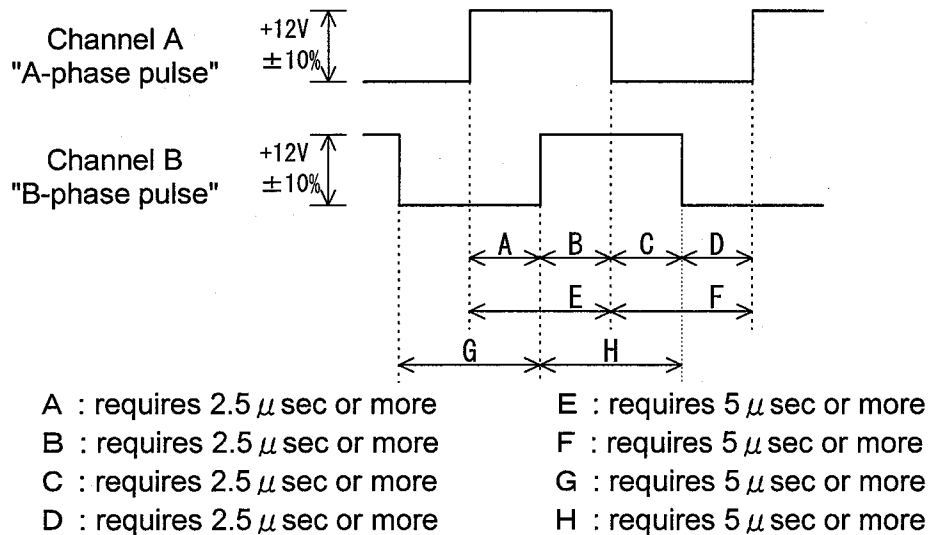 Channel A
"A-phase pulse"
+12V
±10%
Channel B
"B-phase pulse"
+12V
±10%
A B C D
E F
G H
A : requires 2.5 μ sec or more
B : requires 2.5 μ sec or more
C : requires 2.5 μ sec or more
D : requires 2.5 μ sec or more
E : requires 5 μ sec or more
F : requires 5 μ sec or more
G : requires 5 μ sec or more
H : requires 5 μ sec or more